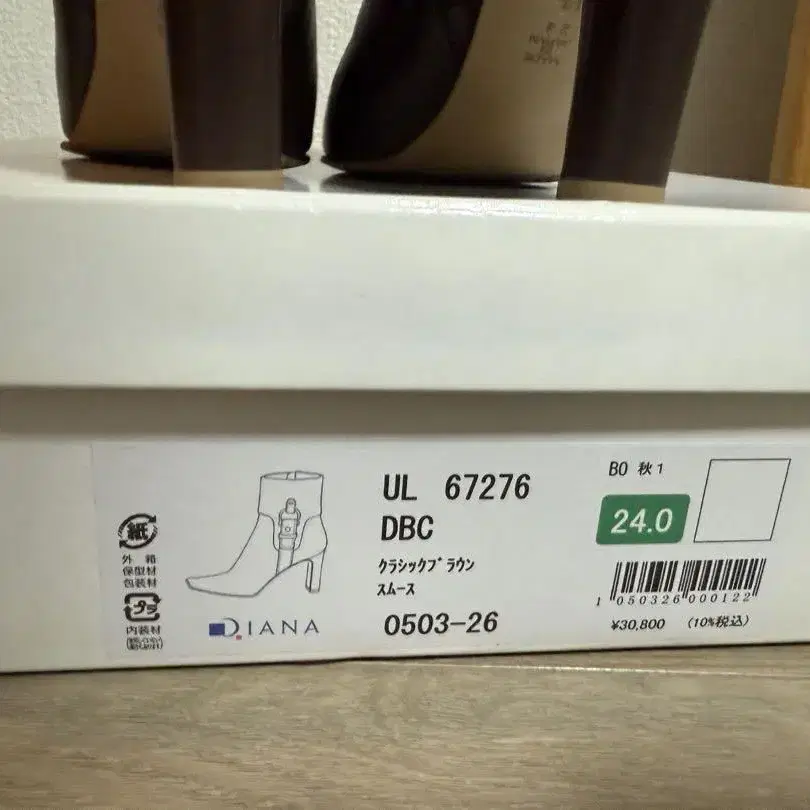 紙
外箱
保型材
包装材
プラ
内装材
DIANA
UL 67276
DBC
クラシックブラウン
スムース
0503-26
BO 秋1
24.0
1 050326 000122
¥30,800 (10%税込)